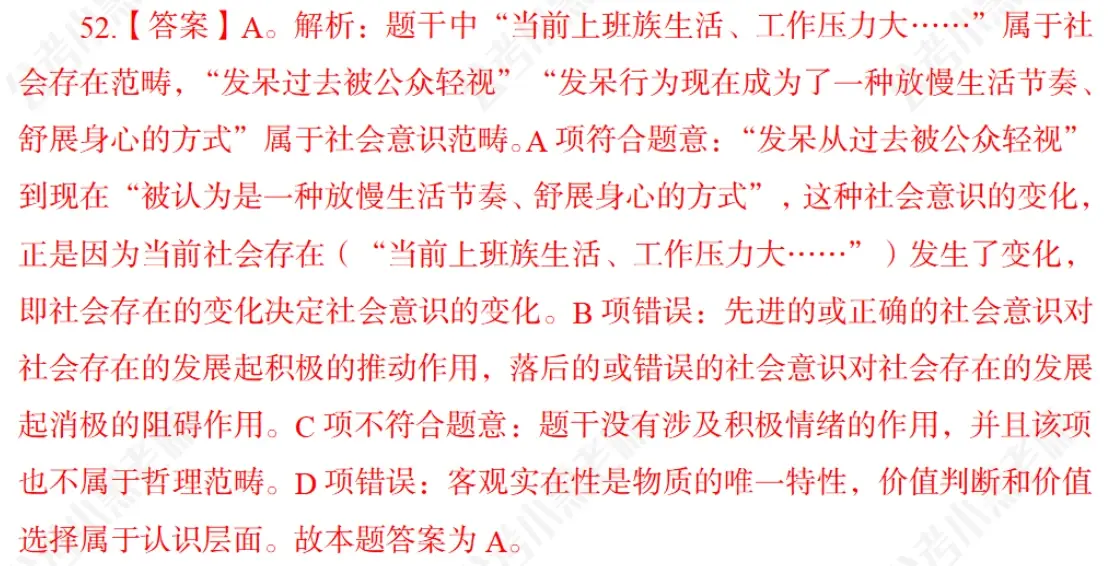 52.【答案】A。解析：题干中“当前上班族生活、工作压力大……”属于社
会存在范畴，“发呆过去被公众轻视”“发呆行为现在成为了一种放慢生活节奏、
舒展身心的方式”属于社会意识范畴。A 项符合题意：“发呆从过去被公众轻视”
到现在“被认为是一种放慢生活节奏、舒展身心的方式”，这种社会意识的变化，
正是因为当前社会存在（“当前上班族生活、工作压力大……”）发生了变化，
即社会存在的变化决定社会意识的变化。B 项错误：先进的或正确的社会意识对
社会存在的发展起积极的推动作用，落后的或错误的社会意识对社会存在的发展
起消极的阻碍作用。C 项不符合题意：题干没有涉及积极情绪的作用，并且该项
也不属于哲理范畴。D 项错误：客观实在性是物质的唯一特性，价值判断和价值
选择属于认识层面。故本题答案为 A。